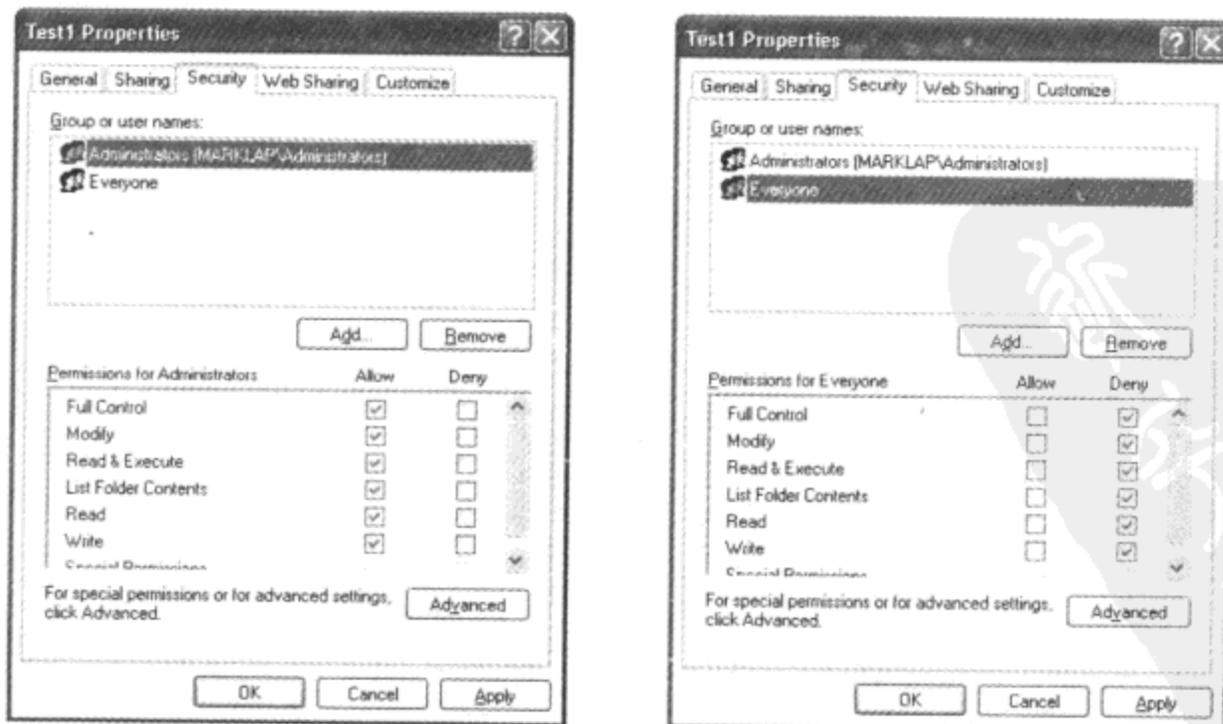 Test1 Properties
General Sharing Security Web Sharing Customize
Group or user names:
Administrators (MARKLAP\Administrators)
Everyone
Add... Remove
Permissions for Administrators Allow Deny
Full Control
Modify
Read & Execute
List Folder Contents
Read
Write
Special Permissions
For special permissions or for advanced settings,
click Advanced.
Advanced
OK Cancel Apply
Test1 Properties
General Sharing Security Web Sharing Customize
Group or user names:
Administrators (MARKLAP\Administrators)
Everyone
Add... Remove
Permissions for Everyone Allow Deny
Full Control
Modify
Read & Execute
List Folder Contents
Read
Write
Special Permissions
For special permissions or for advanced settings,
click Advanced.
Advanced
OK Cancel Apply